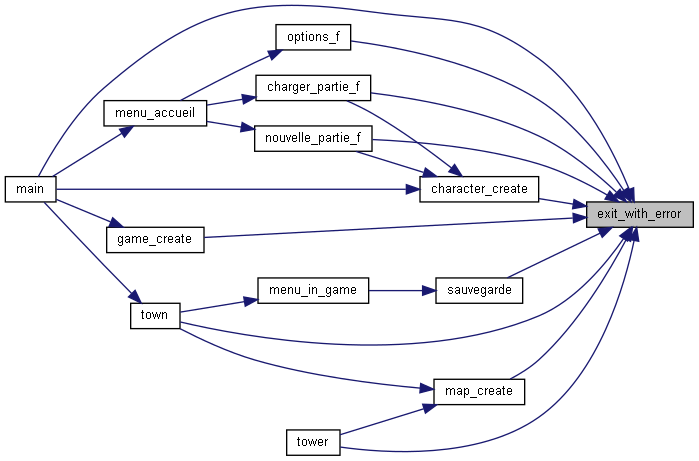 options_f
charger_partie_f
menu_accueil
nouvelle_partie_f
main
character_create
exit_with_error
game_create
menu_in_game
sauvegarde
town
map_create
tower